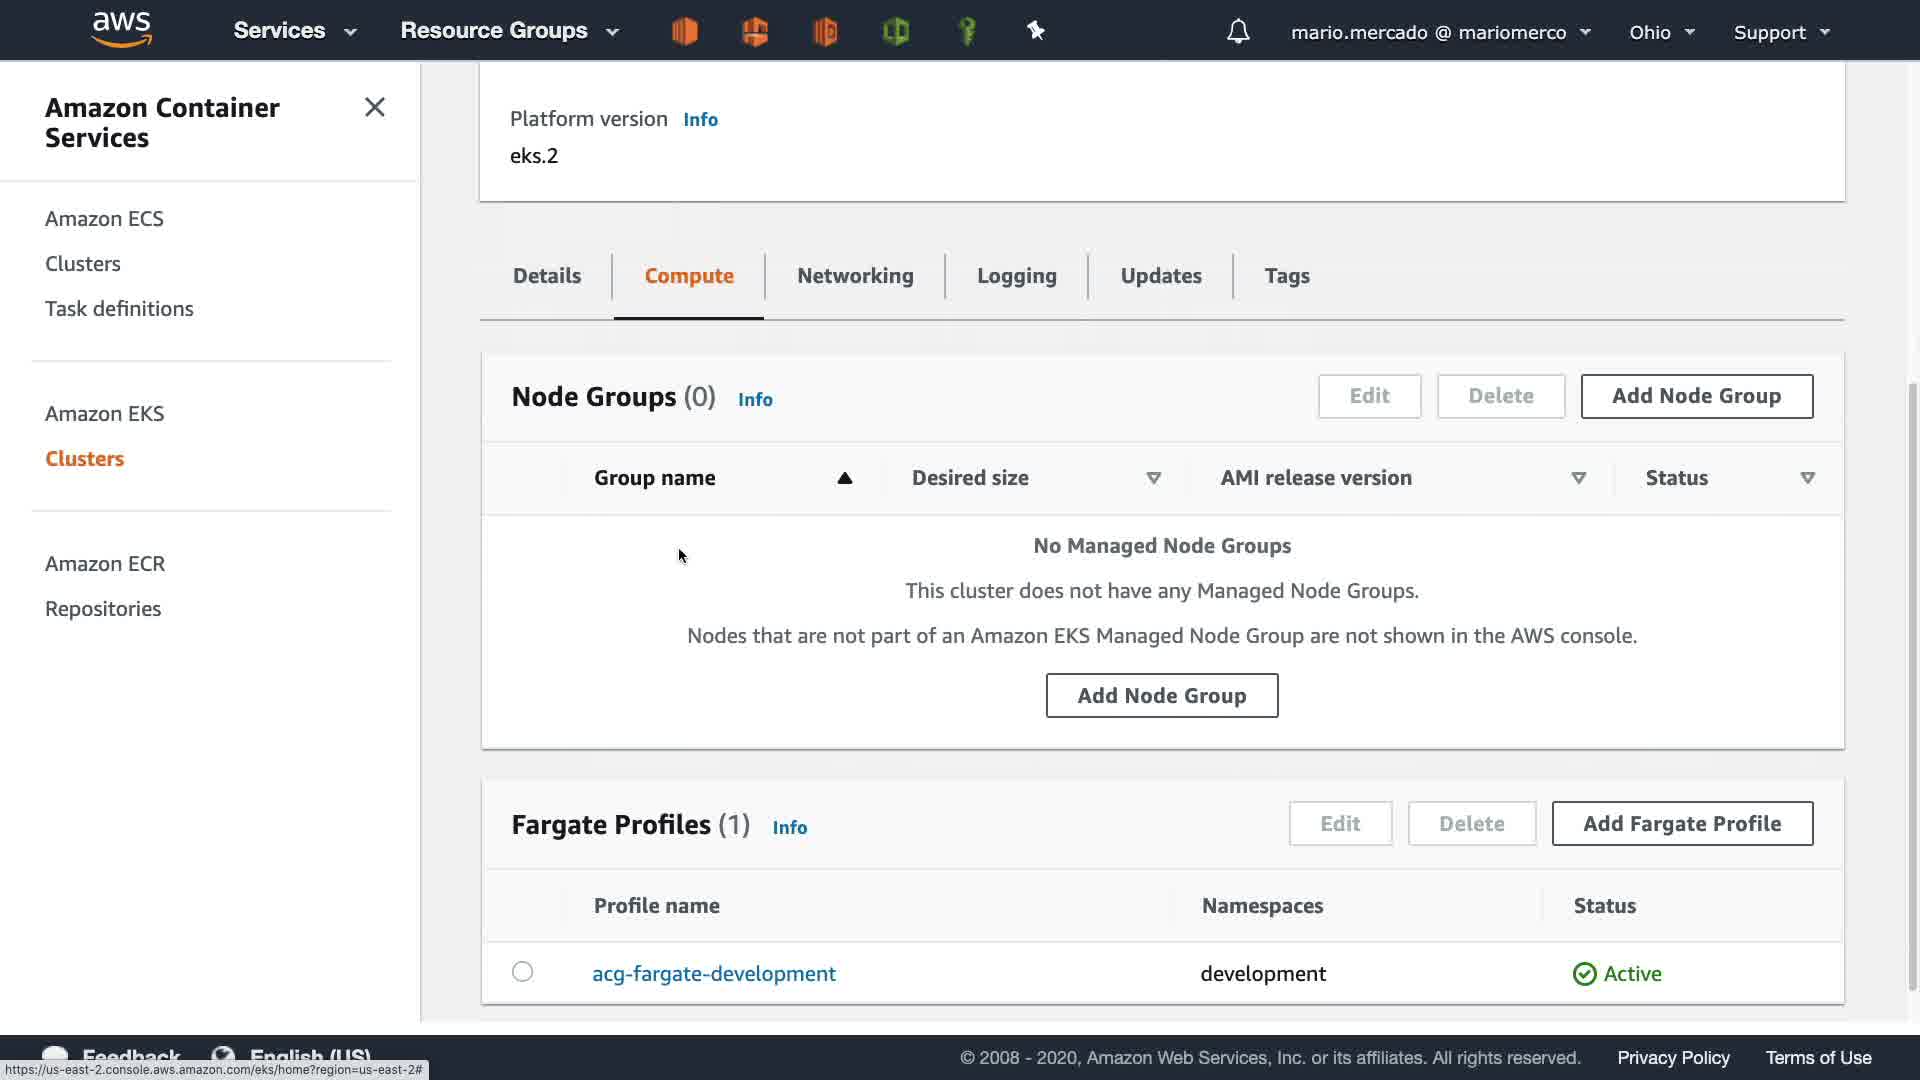 aws
Services
Resource Groups
mario.mercado @ mariomerco
Ohio
Support
Amazon Container
Services
Amazon ECS
Clusters
Task definitions
Amazon EKS
Clusters
Amazon ECR
Repositories
Platform version Info
eks.2
Details
Compute
Networking
Logging
Updates
Tags
Node Groups (0) Info
Edit
Delete
Add Node Group
Group name
Desired size
AMI release version
Status
No Managed Node Groups
This cluster does not have any Managed Node Groups.
Nodes that are not part of an Amazon EKS Managed Node Group are not shown in the AWS console.
Add Node Group
Fargate Profiles (1) Info
Edit
Delete
Add Fargate Profile
Profile name
Namespaces
Status
acg-fargate-development
development
Active
Feedback
English (US)
© 2008 - 2020, Amazon Web Services, Inc. or its affiliates. All rights reserved.
Privacy Policy
Terms of Use
https://us-east-2.console.aws.amazon.com/eks/home?region=us-east-2#